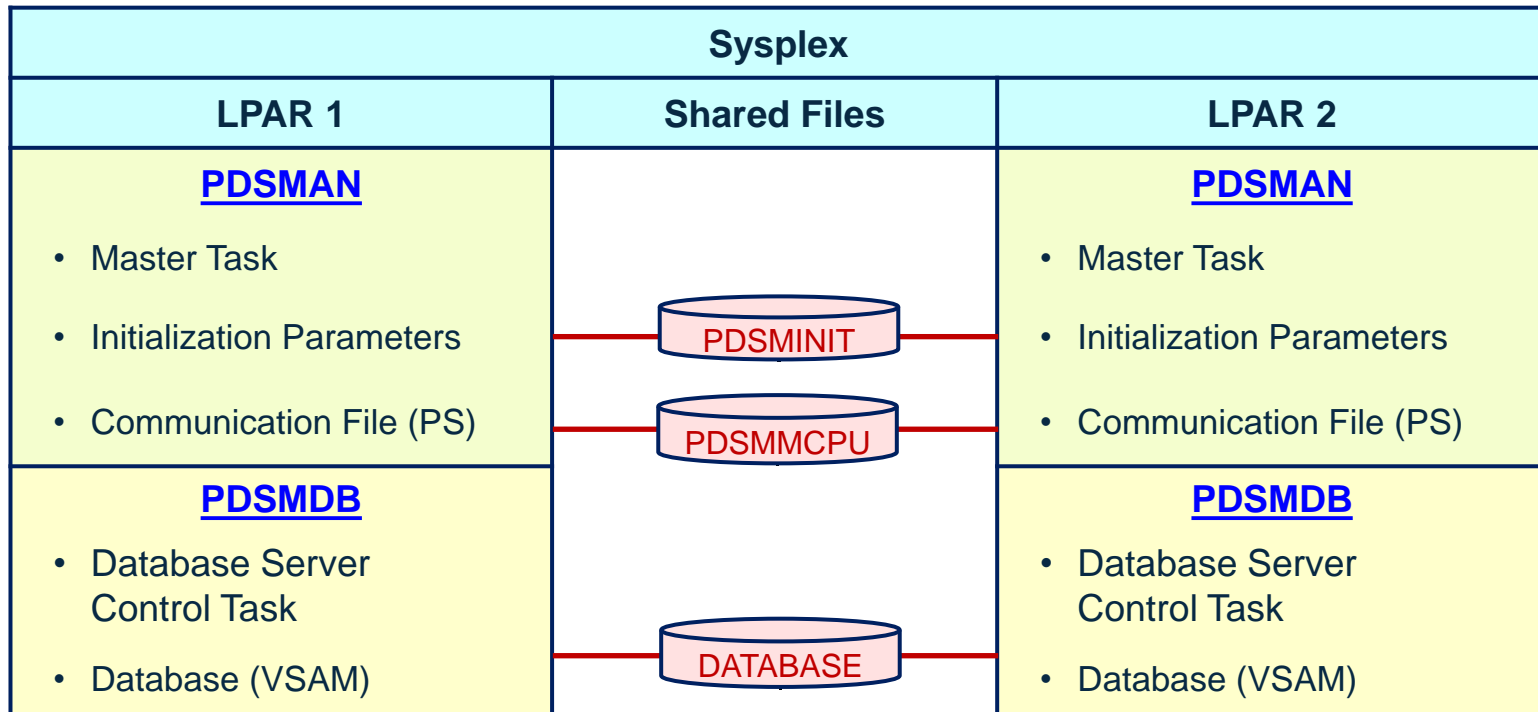 Sysplex
LPAR 1
Shared Files
LPAR 2
PDSMAN
• Master Task
• Initialization Parameters
• Communication File (PS)
PDSMINIT
PDSMMCPU
PDSMAN
• Master Task
• Initialization Parameters
• Communication File (PS)
PDSMDB
• Database Server
Control Task
• Database (VSAM)
DATABASE
PDSMDB
• Database Server
Control Task
• Database (VSAM)